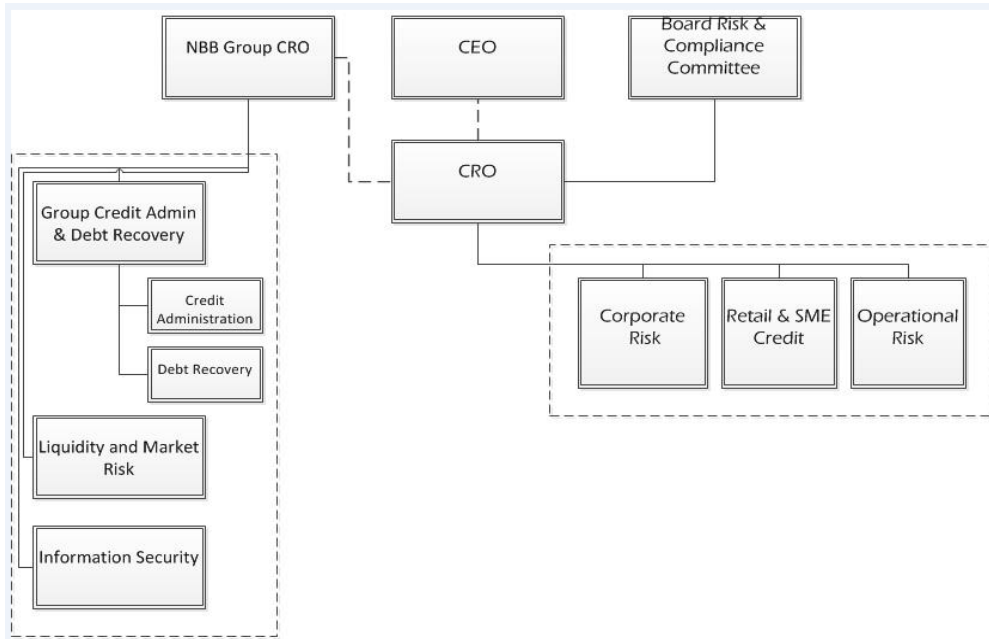 NBB Group CRO
CEO
Board Risk &
Compliance
Committee
CRO
Group Credit Admin
& Debt Recovery
Credit
Administration
Debt Recovery
Liquidity and Market
Risk
Information Security
Corporate
Risk
Retail & SME
Credit
Operational
Risk